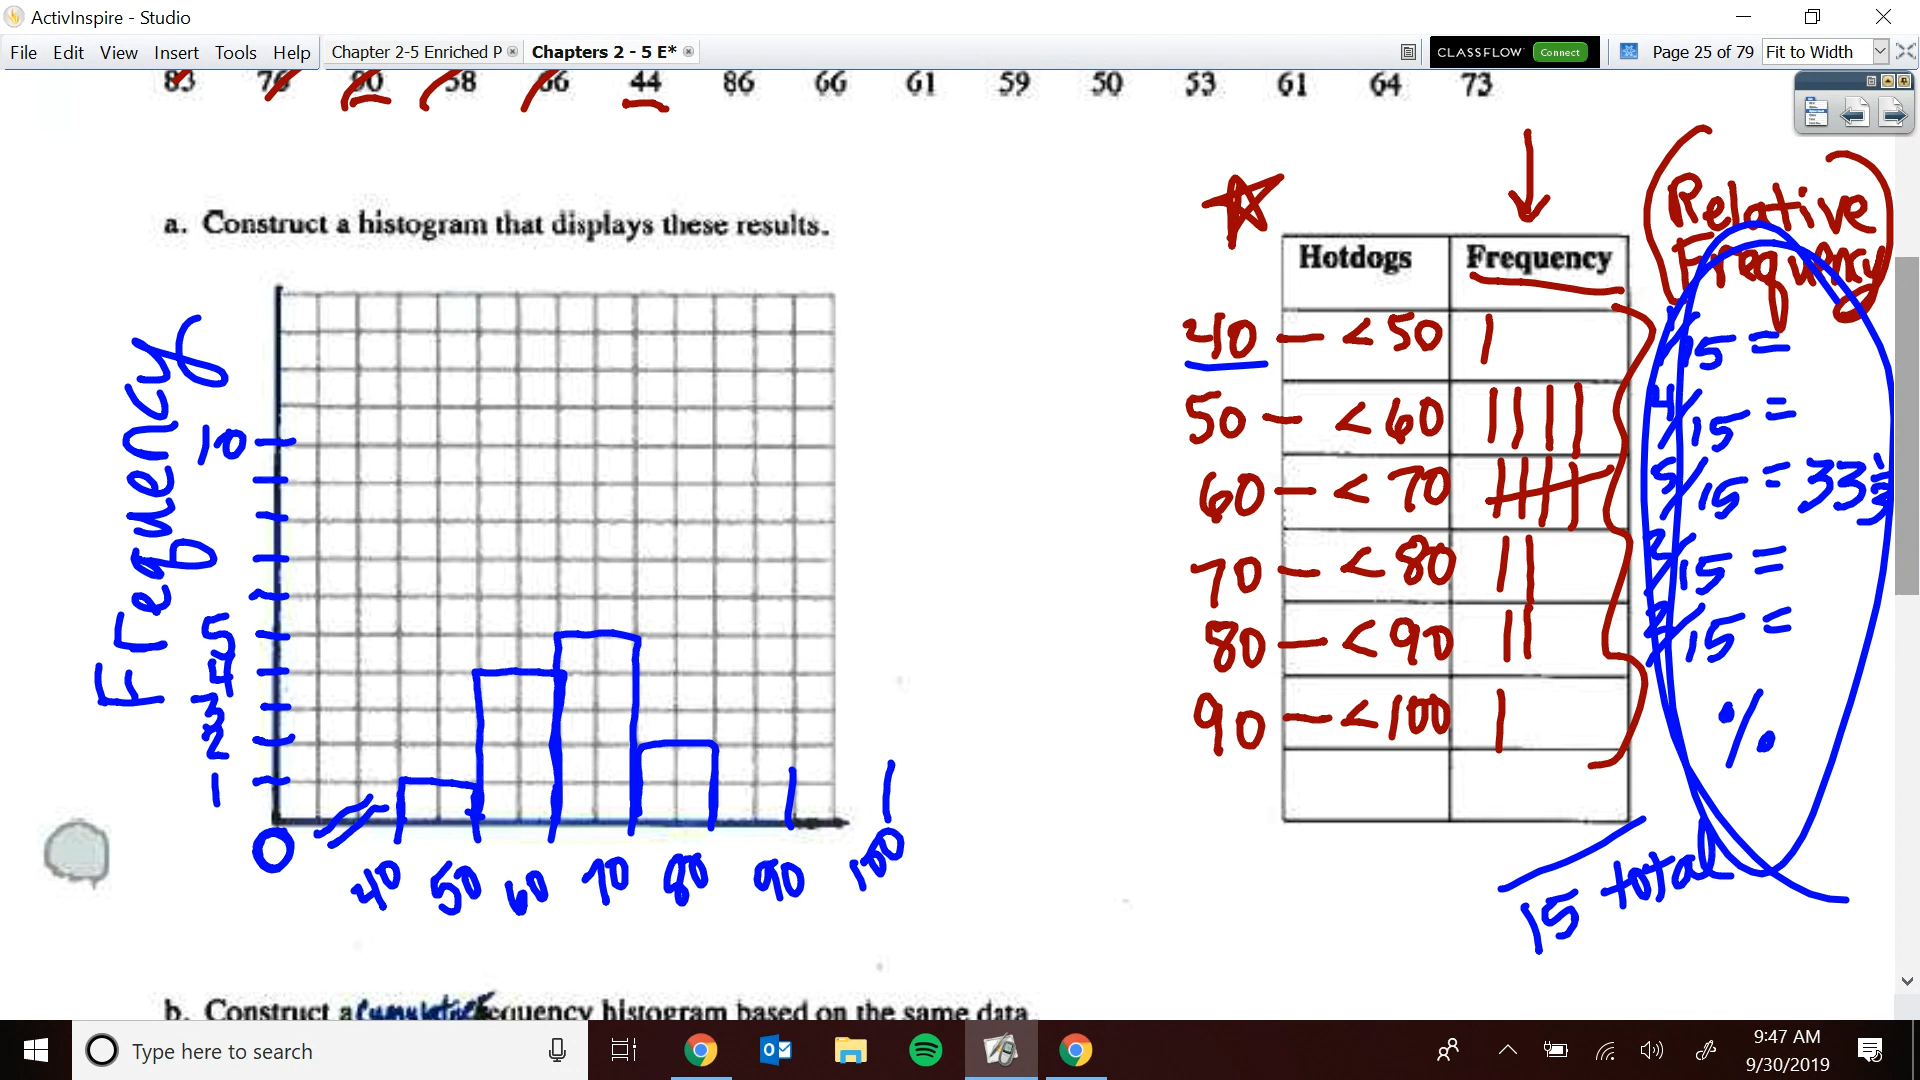 ActivInspire - Studio
File Edit View Insert Tools Help
Chapter 2-5 Enriched P
Chapters 2 - 5 E*
CLASSFLOW Connect
Page 25 of 79 Fit to Width
83 76 90 58 66 44 86 66 61 59 50 53 61 64 73
a. Construct a histogram that displays these results.
Relative
Frequency
Hotdogs Frequency
40 - < 50 | 1/15 =
50 - < 60 |||| 4/15 =
60 - < 70 5/15 = 33 1/3
70 - < 80 || 2/15 =
80 - < 90 || 2/15 =
90 - < 100 | %
15 total
Frequency
10
5
4
3
2
1
0 40 50 60 70 80 90 100
b. Construct a cumulative frequency histogram based on the same data
Type here to search
9:47 AM
9/30/2019